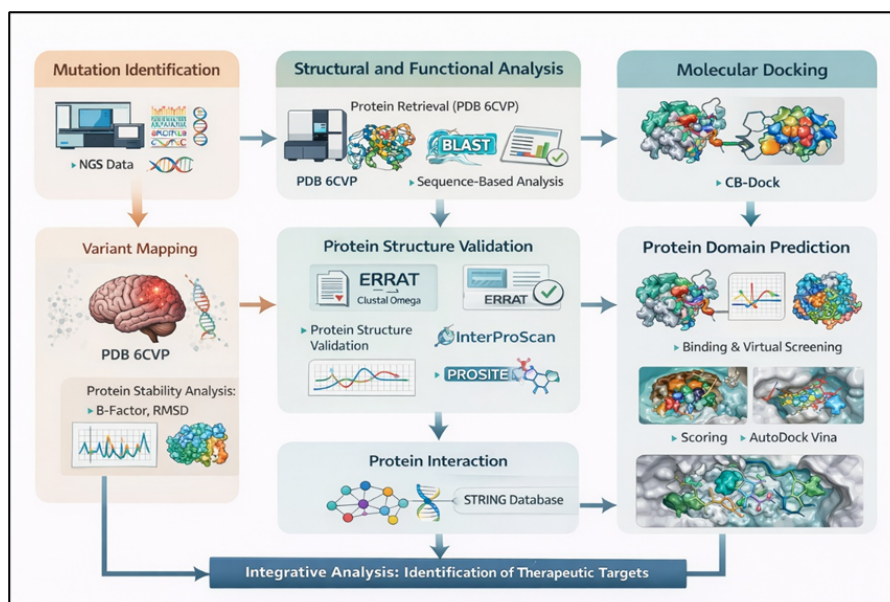 Mutation Identification
NGS Data
Structural and Functional Analysis
Protein Retrieval (PDB 6CVP)
BLAST
PDB 6CVP
Sequence-Based Analysis
Molecular Docking
CB-Dock
Variant Mapping
PDB 6CVP
Protein Stability Analysis:
B-Factor, RMSD
Protein Structure Validation
ERRAT
Clustal Omega
ERRAT
Protein Structure
Validation
InterProScan
PROSITE
Protein Domain Prediction
Binding & Virtual Screening
Scoring
AutoDock Vina
Protein Interaction
STRING Database
Integrative Analysis: Identification of Therapeutic Targets